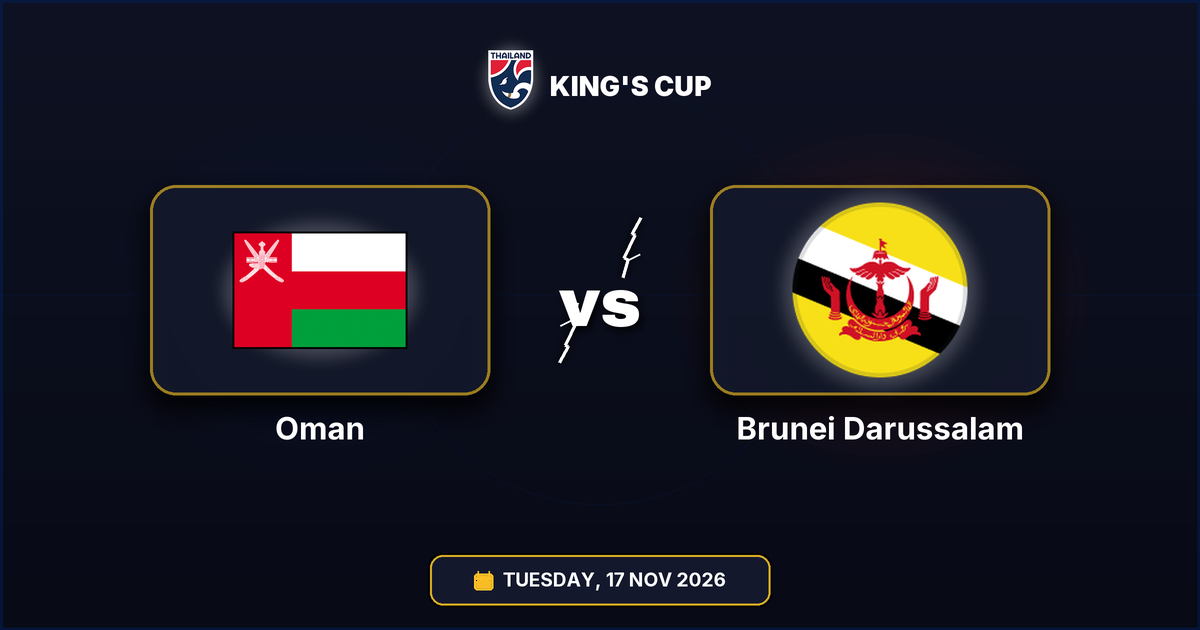 THAILAND
KING'S CUP
VS
Oman
Brunei Darussalam
TUESDAY, 17 NOV 2026